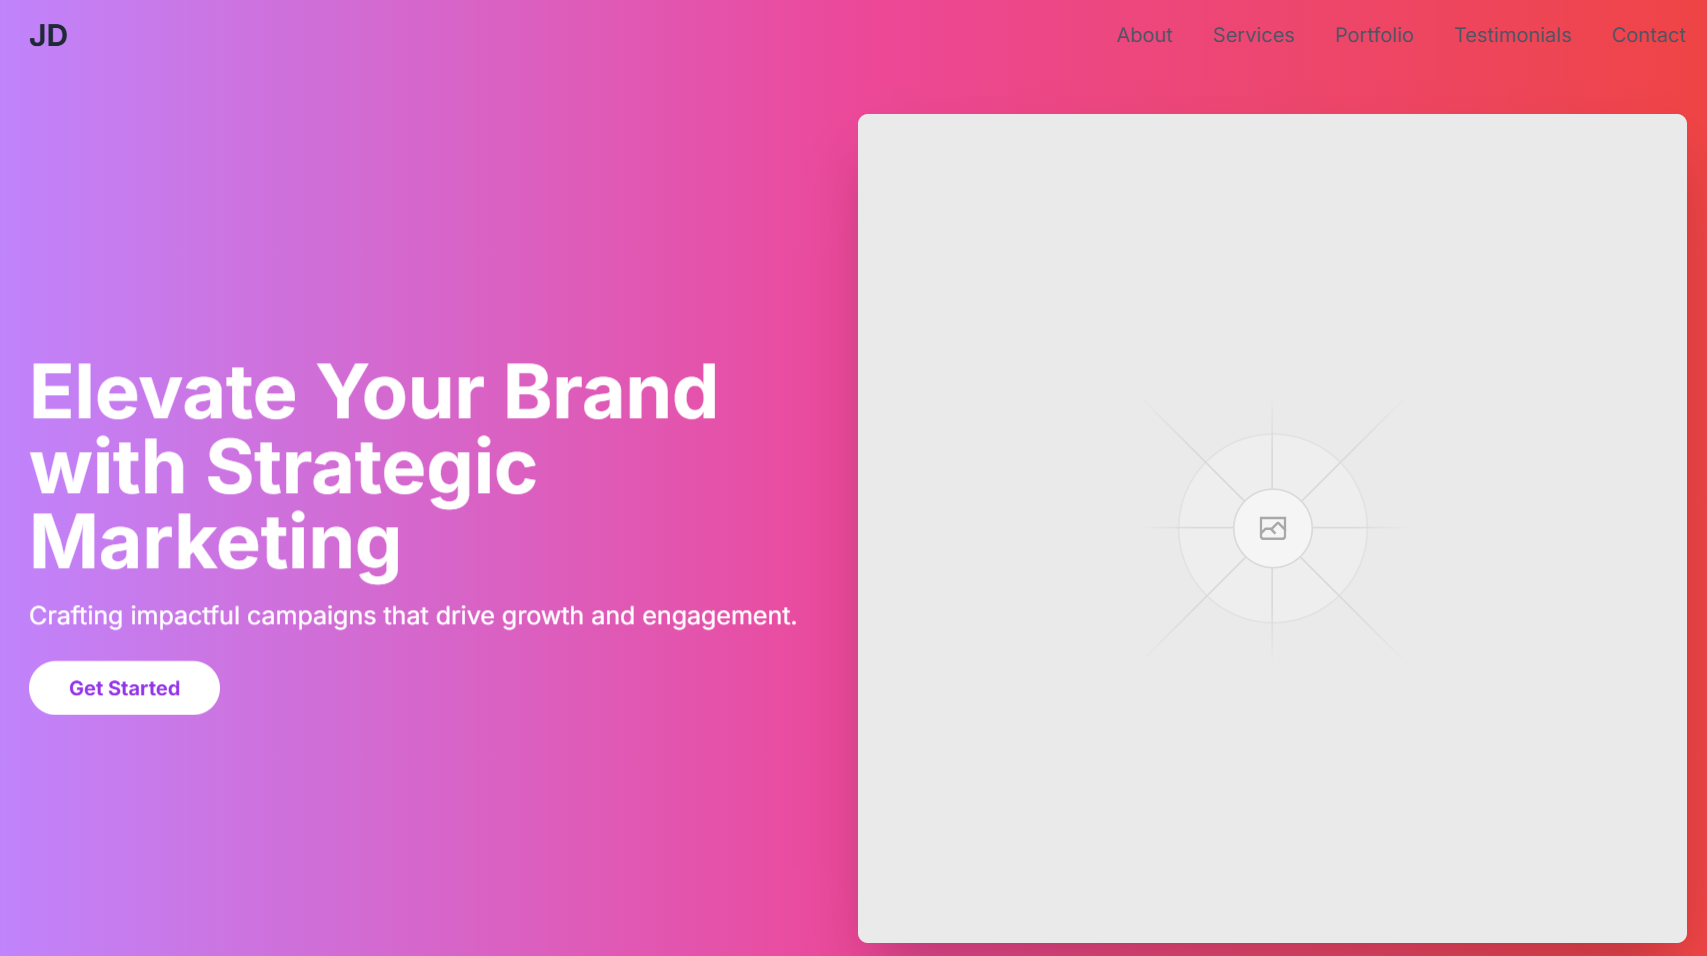 JD
About
Services
Portfolio
Testimonials
Contact
Elevate Your Brand
with Strategic
Marketing
Crafting impactful campaigns that drive growth and engagement.
Get Started